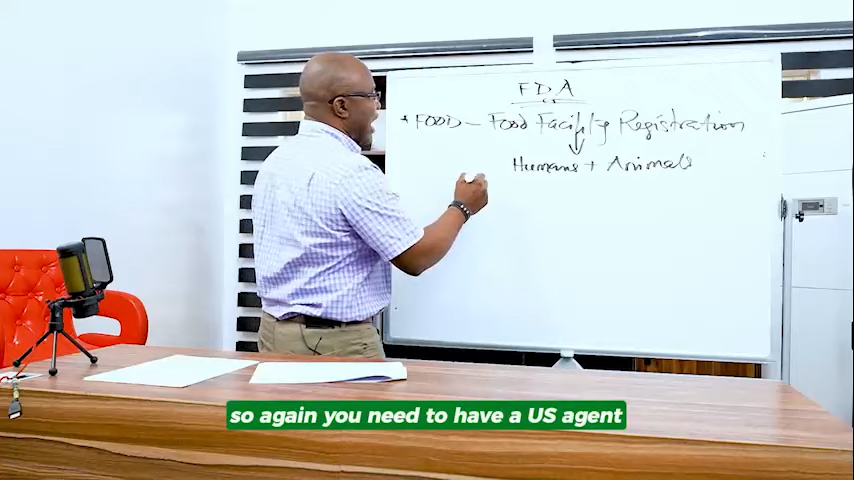 FDA
* FOOD - Food Facility Registration
Humans + Animals
so again you need to have a US agent